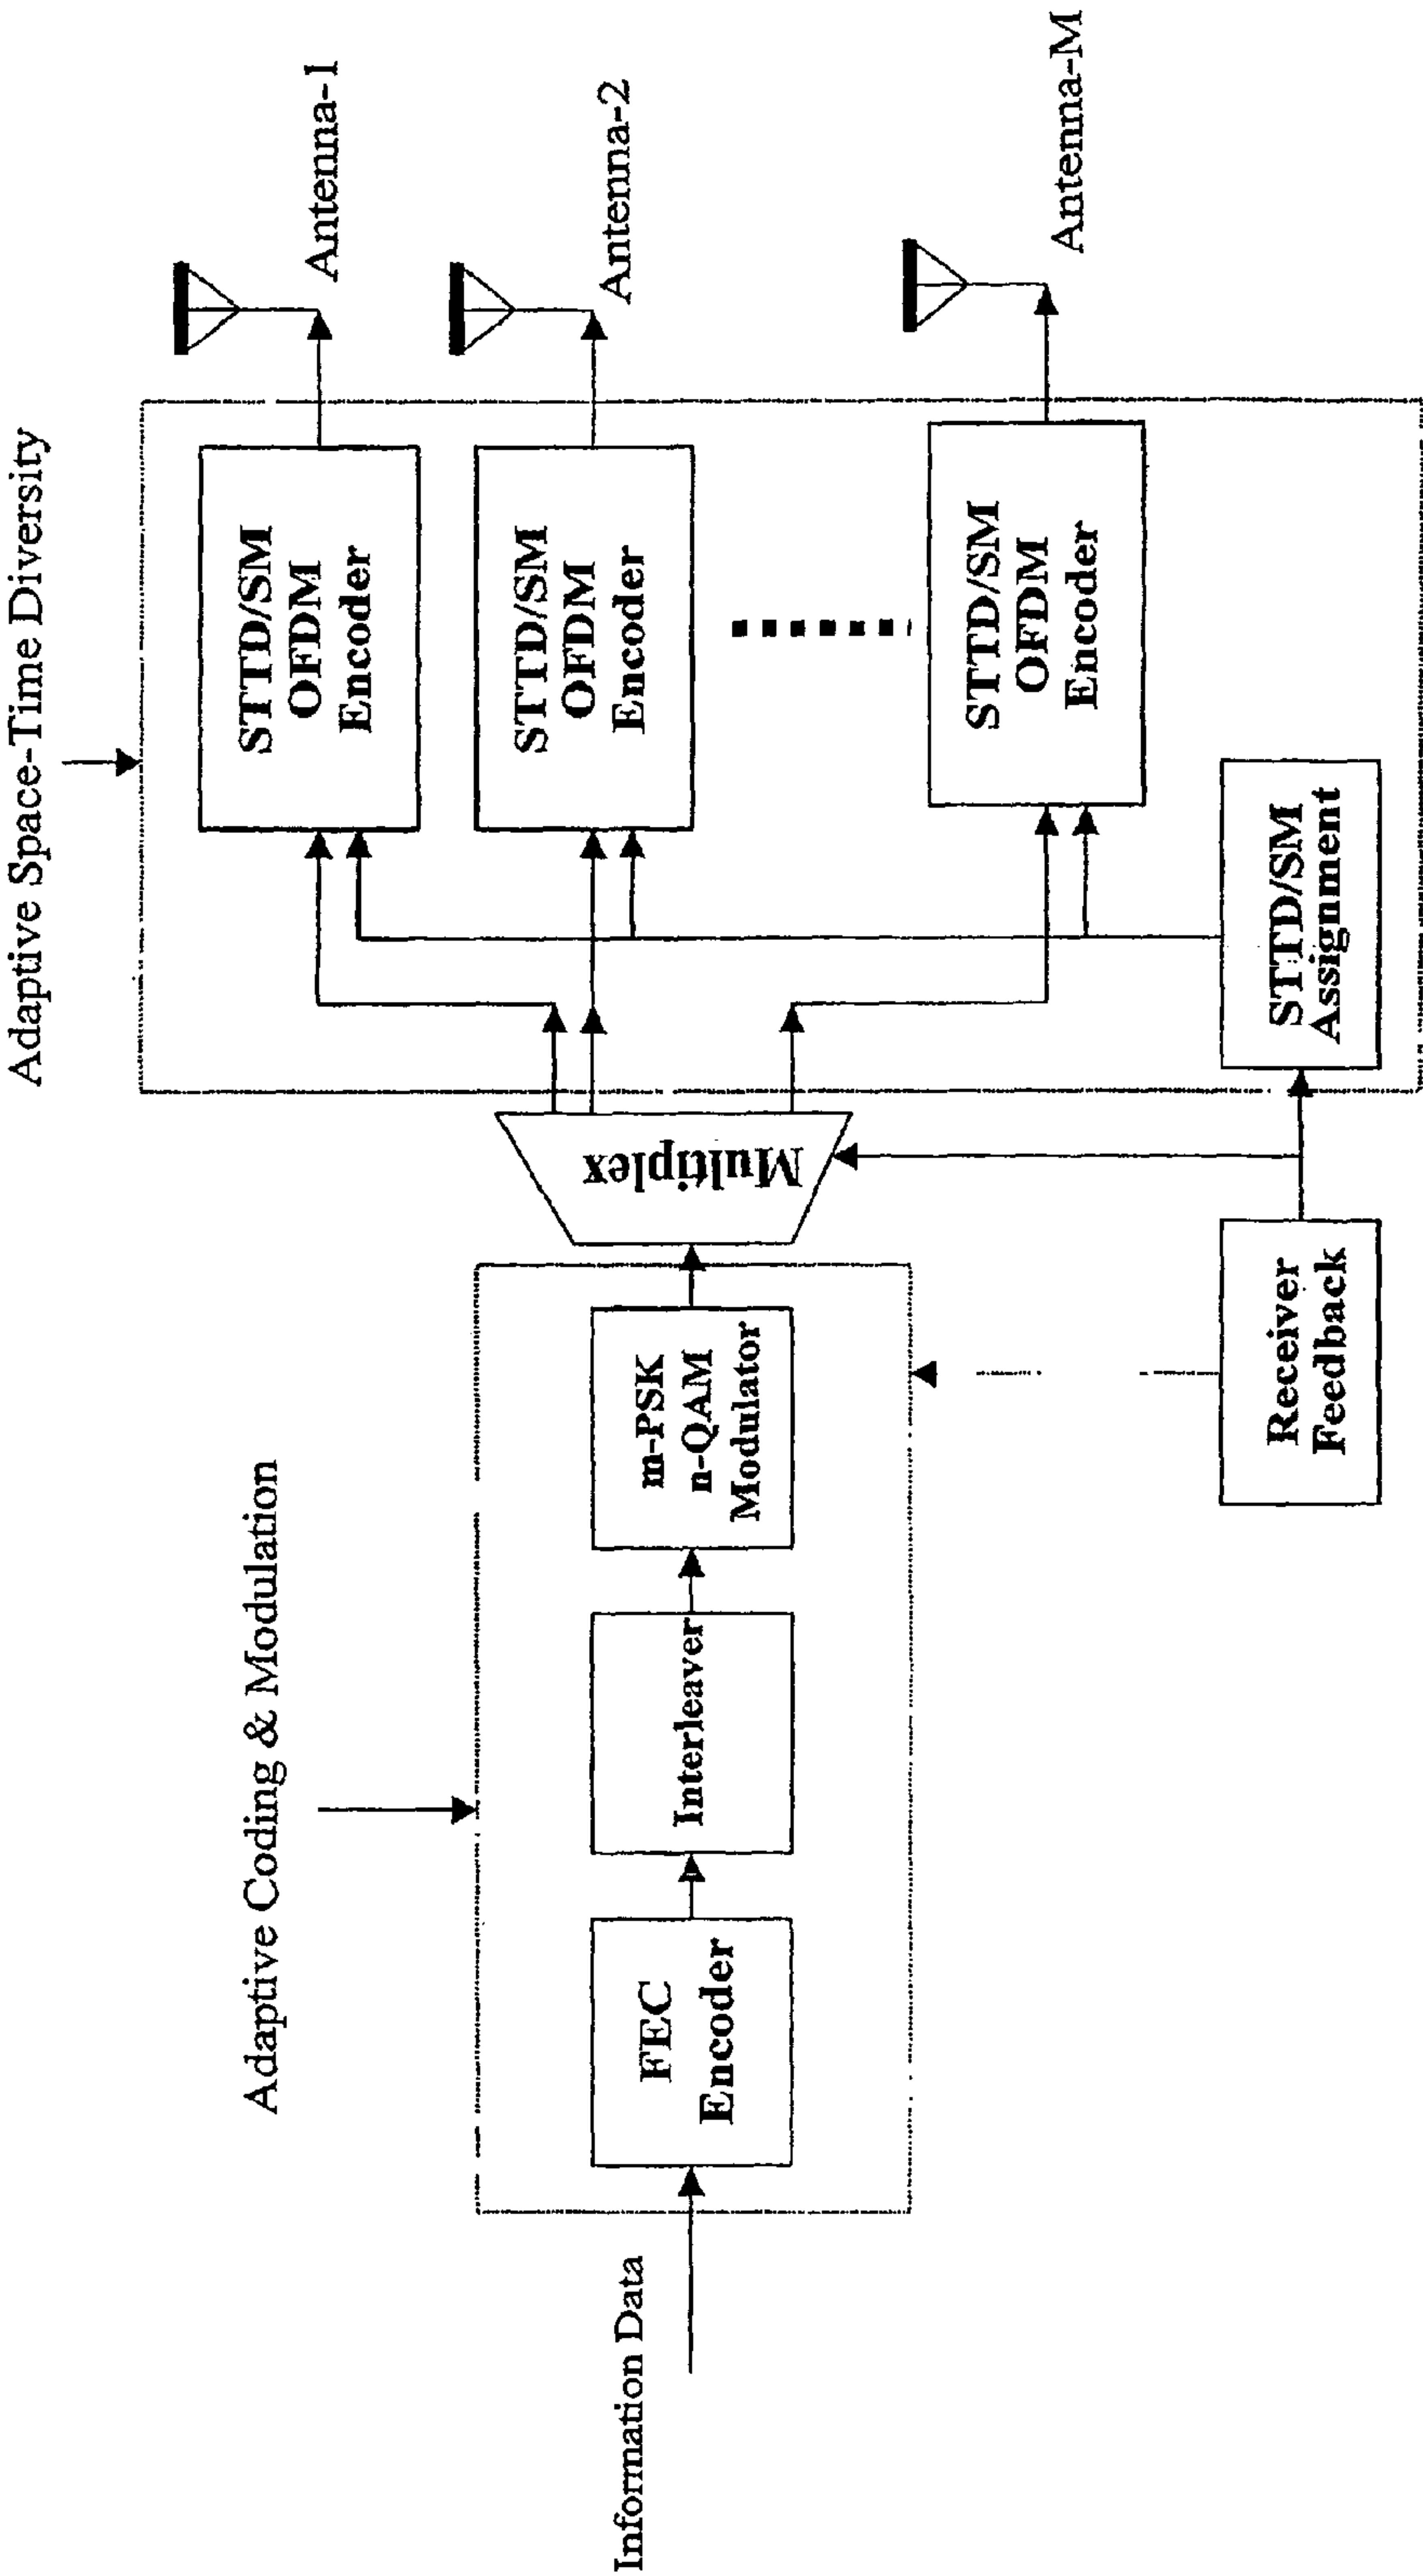 Adaptive Space-Time Diversity
Adaptive Coding & Modulation
Information Data
FEC
Encoder
Interleaver
m-PSK
n-QAM
Modulator
Multiplex
STTD/SM
OFDM
Encoder
Antenna-1
STTD/SM
OFDM
Encoder
Antenna-2
STTD/SM
OFDM
Encoder
Antenna-M
Receiver
Feedback
STTD/SM
Assignment